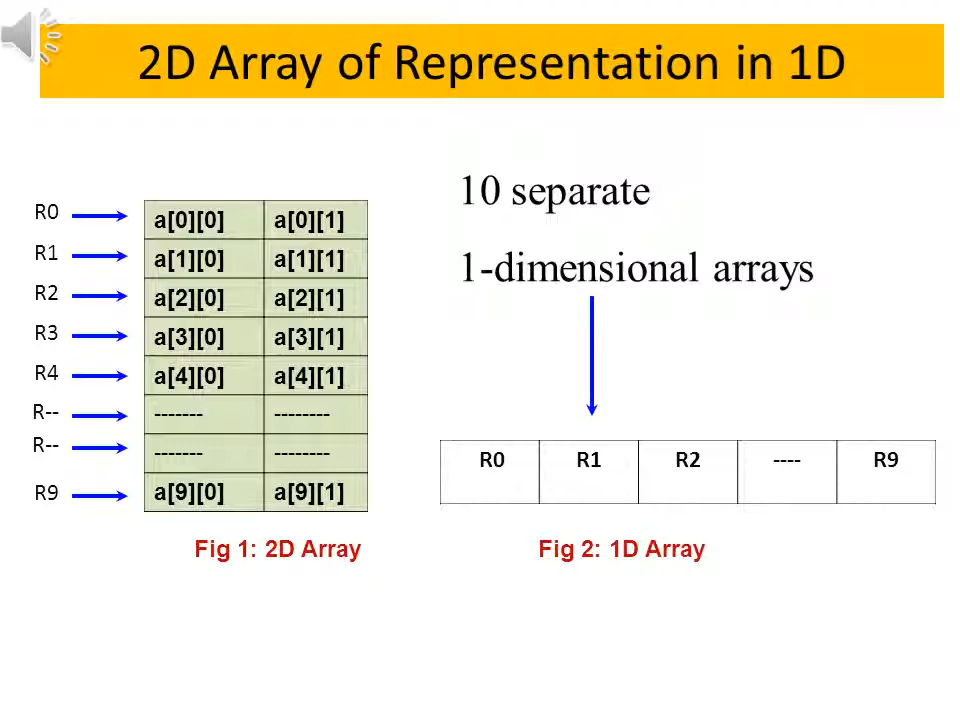 2D Array of Representation in 1D
10 separate
1-dimensional arrays
R0 a[0][0] a[0][1]
R1 a[1][0] a[1][1]
R2 a[2][0] a[2][1]
R3 a[3][0] a[3][1]
R4 a[4][0] a[4][1]
R-- ------- --------
R-- ------- --------
R9 a[9][0] a[9][1]
R0 R1 R2 ---- R9
Fig 1: 2D Array
Fig 2: 1D Array